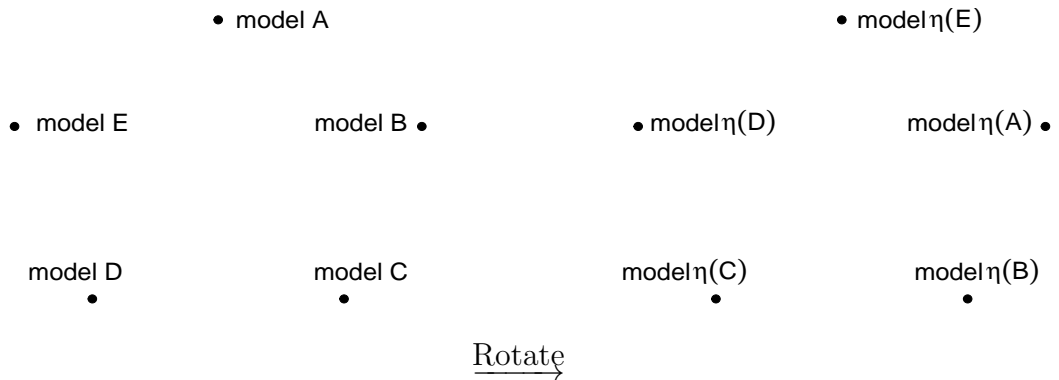 model A
model η(E)
model E
model B
model η(D)
model η(A)
model D
model C
model η(C)
model η(B)
Rotate